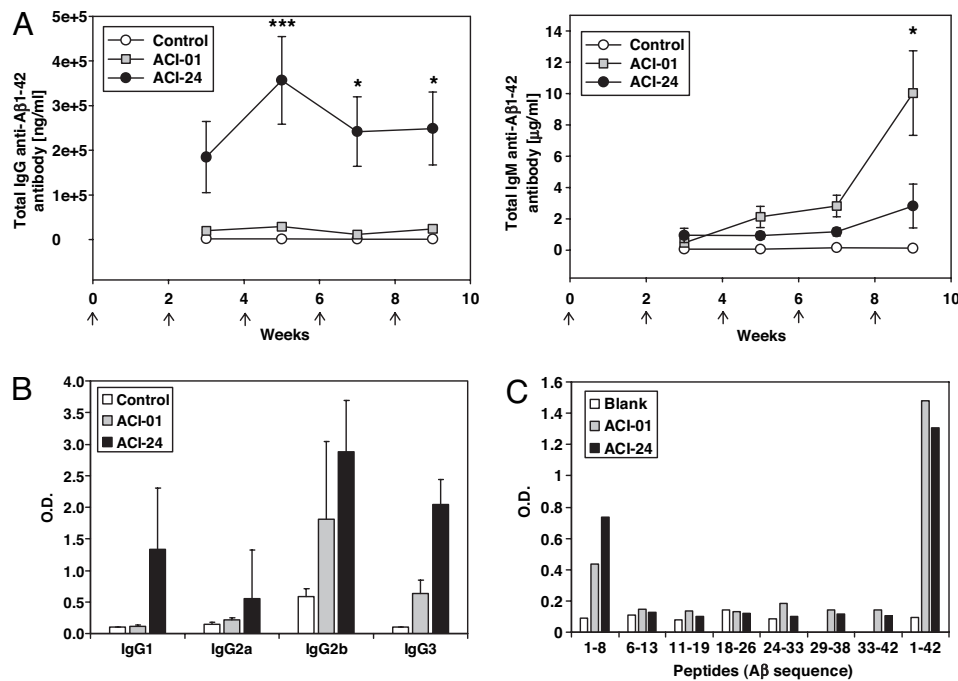 A
Total IgG anti-Aβ1-42
antibody [ng/ml]
5e+5
4e+5
3e+5
2e+5
1e+5
0
Control
ACI-01
ACI-24
***
*
*
0 2 4 6 8 10
Weeks
Total IgM anti-Aβ1-42
antibody [µg/ml]
14
12
10
8
6
4
2
0
Control
ACI-01
ACI-24
*
0 2 4 6 8 10
Weeks
B
O.D.
4.0
3.5
3.0
2.5
2.0
1.5
1.0
0.5
0.0
Control
ACI-01
ACI-24
IgG1 IgG2a IgG2b IgG3
C
O.D.
1.6
1.4
1.2
1
0.8
0.6
0.4
0.2
0
Blank
ACI-01
ACI-24
1-8 6-13 11-19 18-26 24-33 29-38 33-42 1-42
Peptides (Aβ sequence)